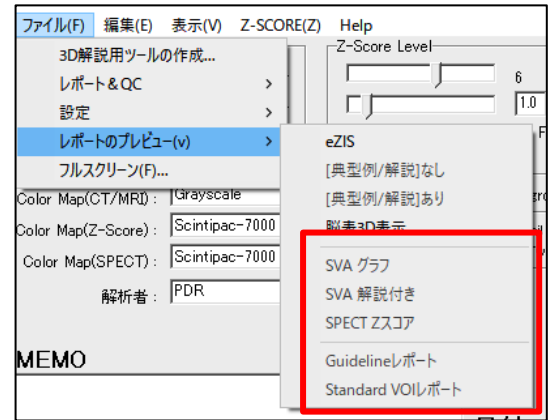 ファイル(F) 編集(E) 表示(V) Z-SCORE(Z) Help
3D解説用ツールの作成...
レポート＆QC >
設定 >
レポートのプレビュー(v) >
フルスクリーン(F)...
Z-Score Level
6
1.0
eZIS
[典型例/解説]なし
[典型例/解説]あり
脳表3D表示
SVA グラフ
SVA 解説付き
SPECT Zスコア
Guidelineレポート
Standard VOIレポート
Color Map(CT/MRI) : Grayscale
Color Map(Z-Score) : Scintipac-7000
Color Map(SPECT) : Scintipac-7000
解析者 : PDR
MEMO